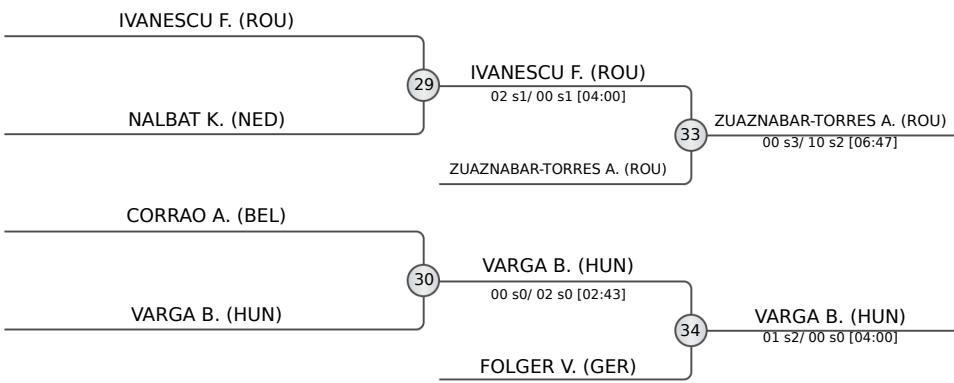 IVANESCU F. (ROU)
29
NALBAT K. (NED)
IVANESCU F. (ROU)
02 s1/ 00 s1 [04:00]
33
ZUAZNABAR-TORRES A. (ROU)
ZUAZNABAR-TORRES A. (ROU)
00 s3/ 10 s2 [06:47]
CORRAO A. (BEL)
30
VARGA B. (HUN)
VARGA B. (HUN)
00 s0/ 02 s0 [02:43]
34
FOLGER V. (GER)
VARGA B. (HUN)
01 s2/ 00 s0 [04:00]